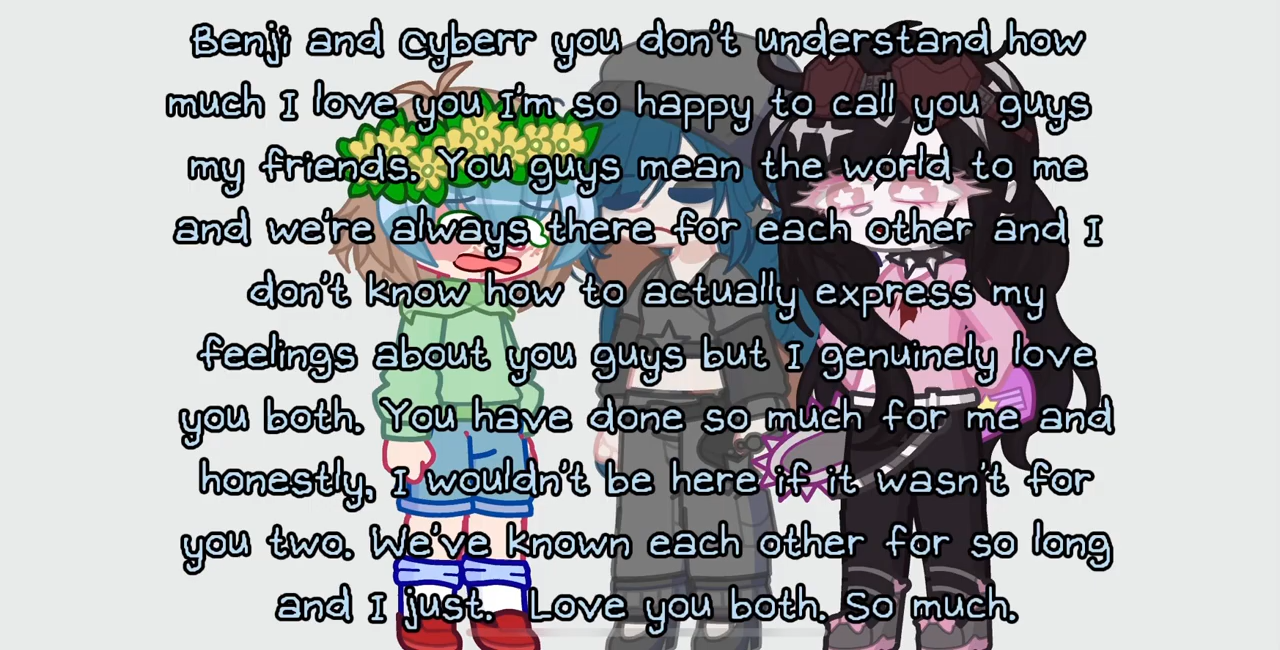 Benji and Cyberr you don't understand how
much I love you I'm so happy to call you guys
my friends. You guys mean the world to me
and we're always there for each other and I
don't know how to actually express my
feelings about you guys but I genuinely love
you both. You have done so much for me and
honestly, I wouldn't be here if it wasn't for
you two. We've known each other for so long
and I just. Love you both. So much.